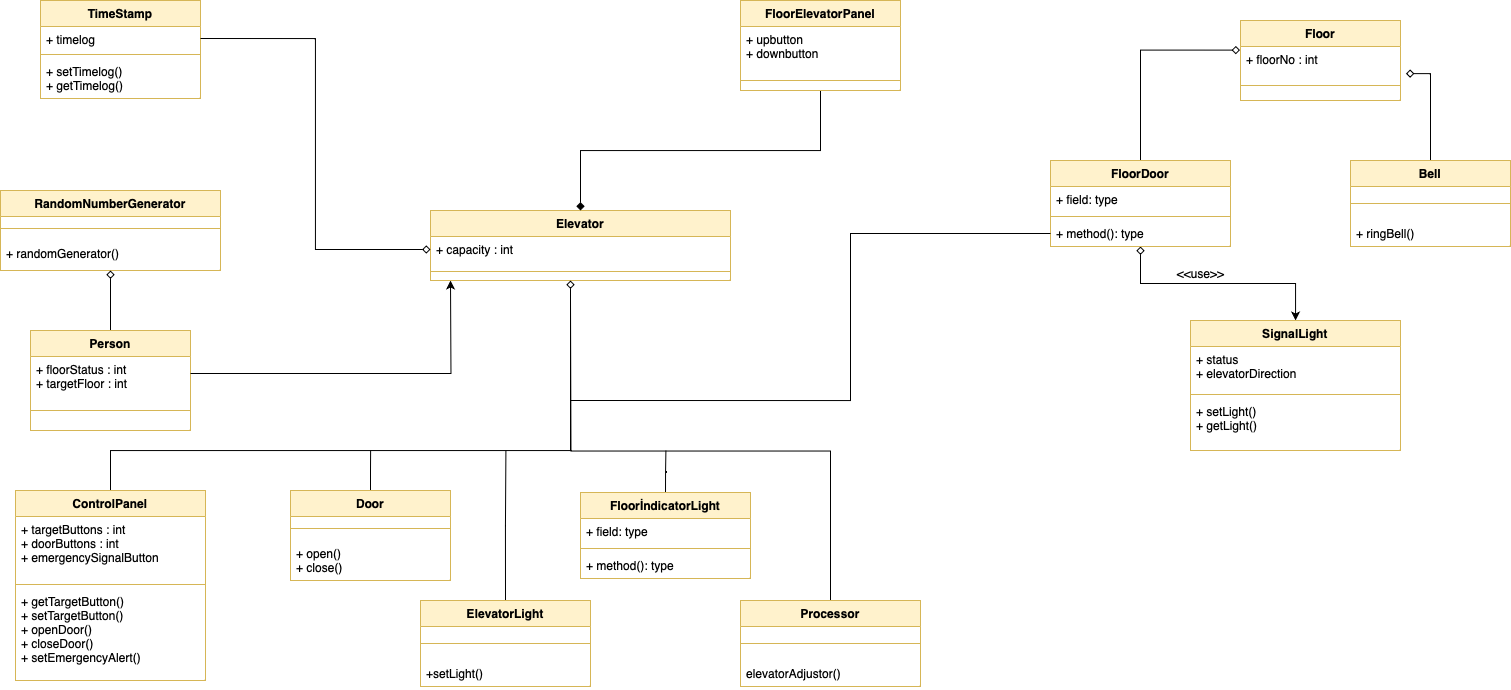 TimeStamp
+ timelog
+ setTimelog()
+ getTimelog()
FloorElevatorPanel
+ upbutton
+ downbutton
Floor
+ floorNo : int
FloorDoor
+ field: type
+ method(): type
Bell
+ ringBell()
RandomNumberGenerator
+ randomGenerator()
Elevator
+ capacity : int
<<use>>
SignalLight
+ status
+ elevatorDirection
+ setLight()
+ getLight()
Person
+ floorStatus : int
+ targetFloor : int
ControlPanel
+ targetButtons : int
+ doorButtons : int
+ emergencySignalButton
+ getTargetButton()
+ setTargetButton()
+ openDoor()
+ closeDoor()
+ setEmergencyAlert()
Door
+ open()
+ close()
FloorİndicatorLight
+ field: type
+ method(): type
ElevatorLight
+setLight()
Processor
elevatorAdjustor()